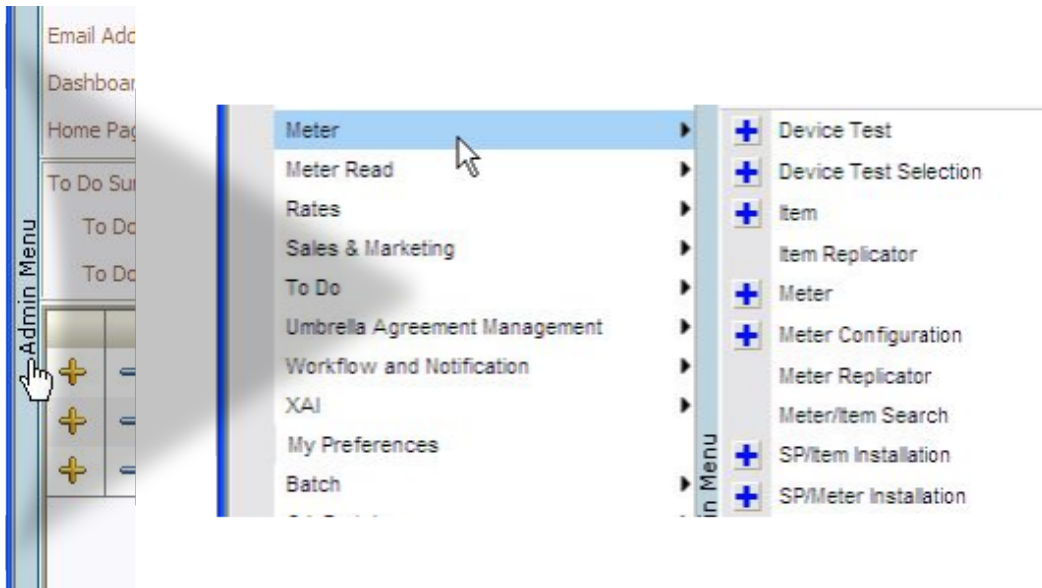 Email Add
Dashboar
Home Pag
To Do Sur
To Do
To Do
Admin Menu
Meter
Meter Read
Rates
Sales & Marketing
To Do
Umbrella Agreement Management
Workflow and Notification
XAI
My Preferences
Batch
in Menu
Device Test
Device Test Selection
Item
Item Replicator
Meter
Meter Configuration
Meter Replicator
Meter/Item Search
SP/Item Installation
SP/Meter Installation